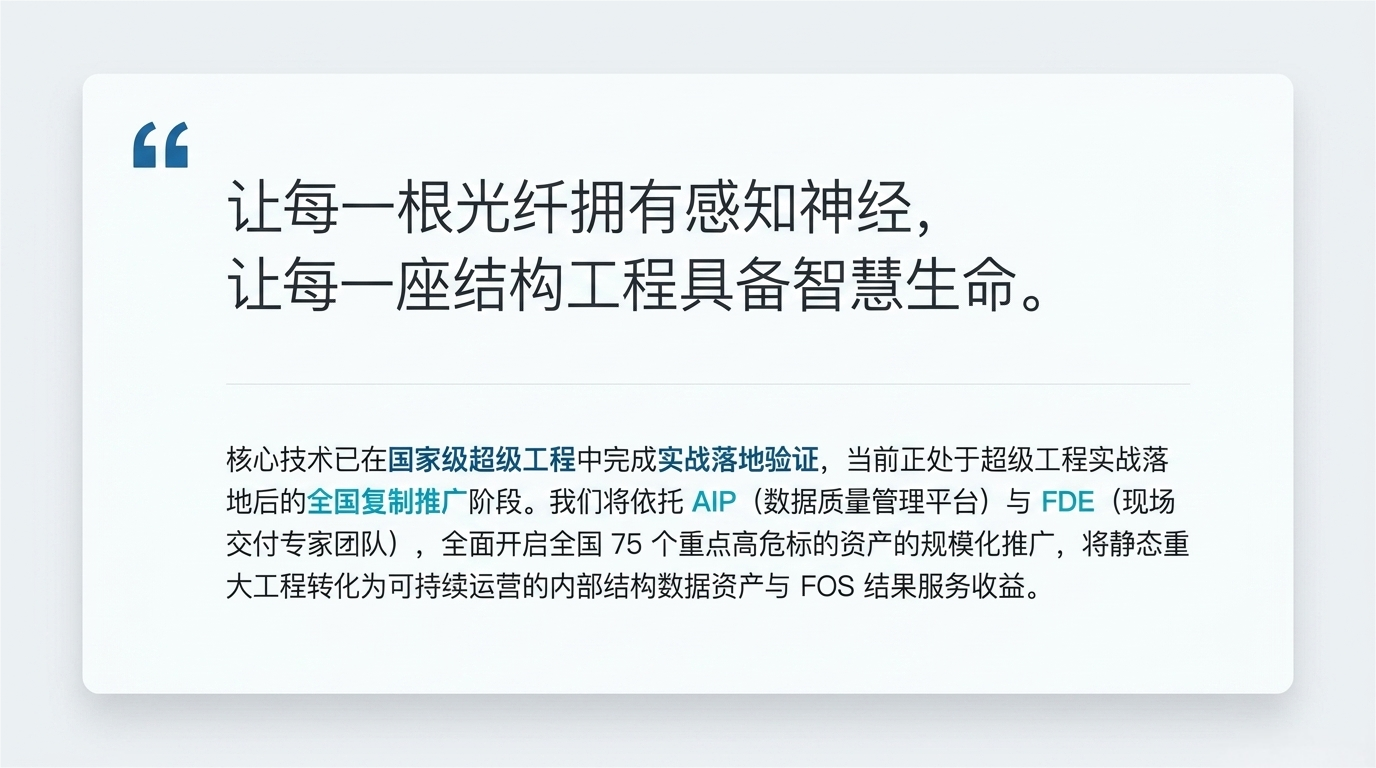 “
让每一根光纤拥有感知神经，
让每一座结构工程具备智慧生命。
核心技术已在国家级超级工程中完成实战落地验证，当前正处于超级工程实战落
地后的全国复制推广阶段。我们将依托 AIP（数据质量管理平台）与 FDE（现场
交付专家团队），全面开启全国 75 个重点高危标的资产的规模化推广，将静态重
大工程转化为可持续运营的内部结构数据资产与 FOS 结果服务收益。